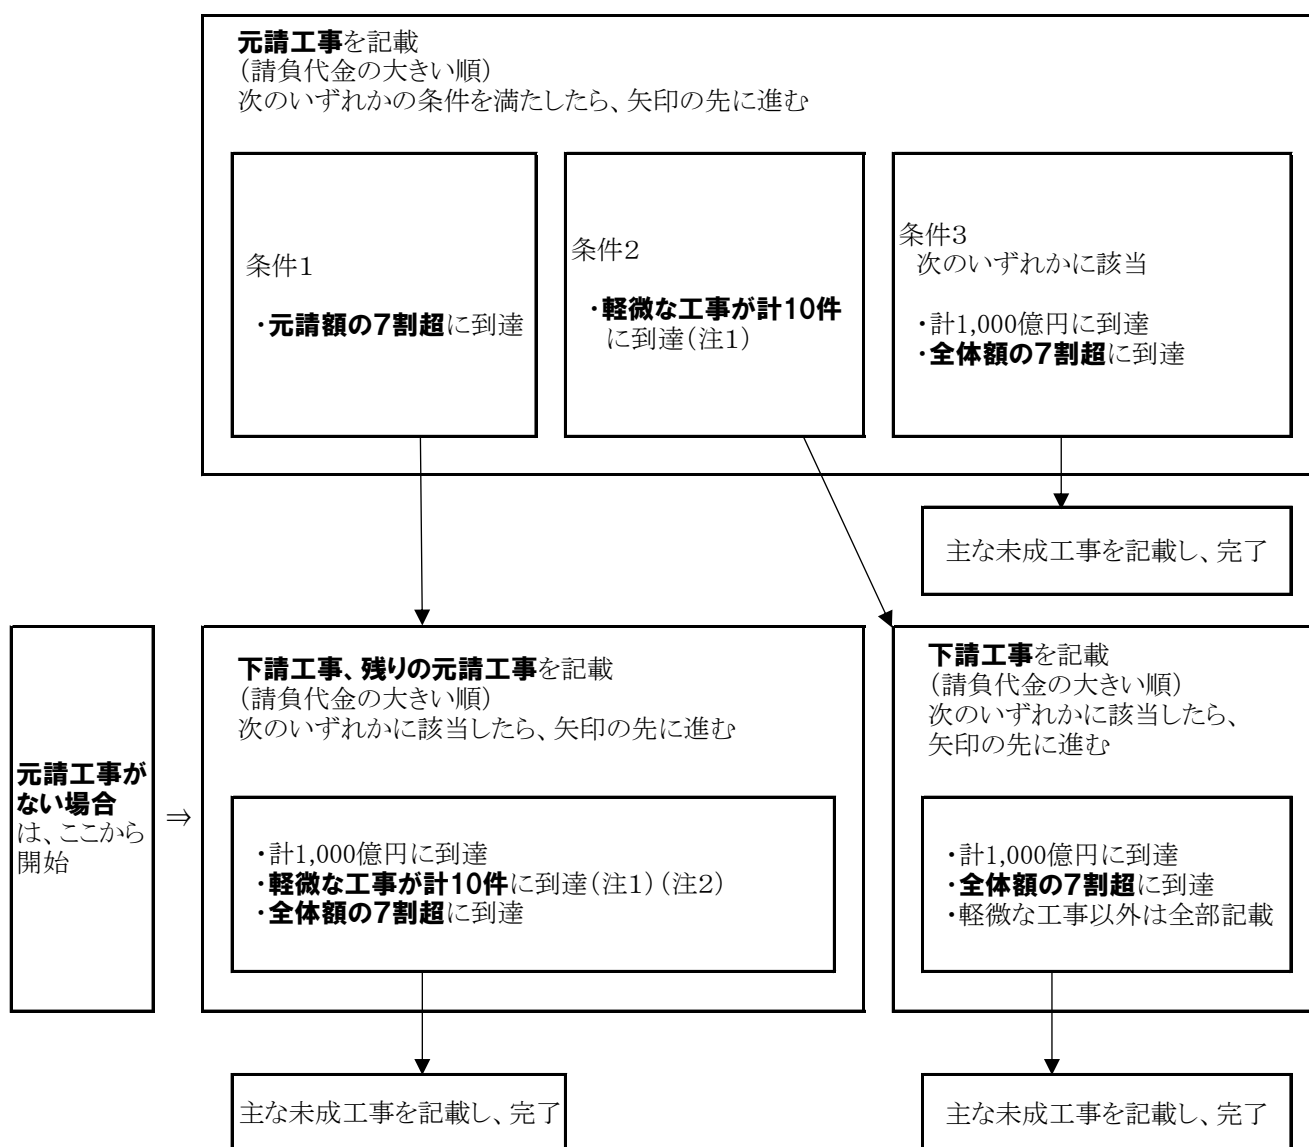 元請工事を記載
（請負代金の大きい順）
次のいずれかの条件を満たしたら、矢印の先に進む
条件１
・元請額の７割超に到達
条件２
・軽微な工事が計１０件
に到達（注１）
条件３
次のいずれかに該当
・計1,000億円に到達
・全体額の７割超に到達
主な未成工事を記載し、完了
元請工事が
ない場合
は、ここから
開始
⇒
下請工事、残りの元請工事を記載
（請負代金の大きい順）
次のいずれかに該当したら、矢印の先に進む
・計1,000億円に到達
・軽微な工事が計１０件に到達（注１）（注２）
・全体額の７割超に到達
主な未成工事を記載し、完了
下請工事を記載
（請負代金の大きい順）
次のいずれかに該当したら、
矢印の先に進む
・計1,000億円に到達
・全体額の７割超に到達
・軽微な工事以外は全部記載
主な未成工事を記載し、完了